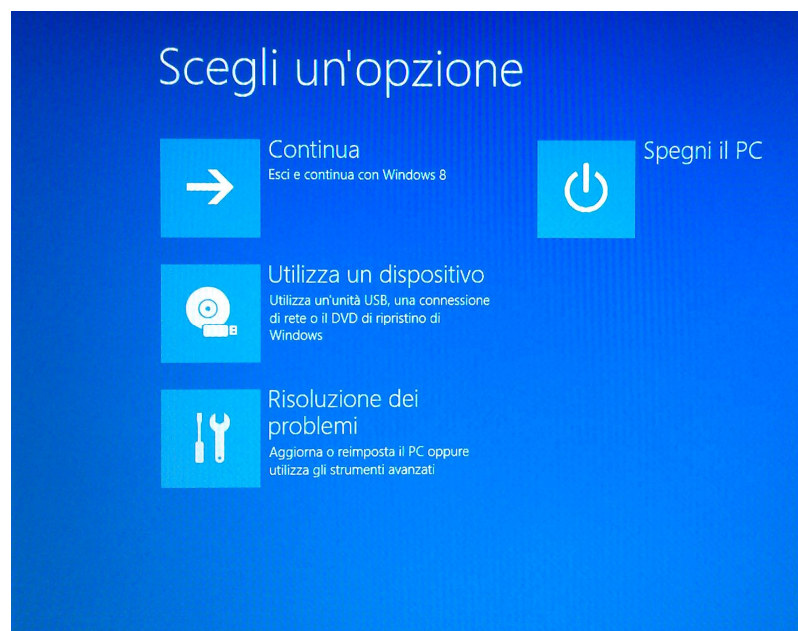 Scegli un'opzione
Continua
Esci e continua con Windows 8
Spegni il PC
Utilizza un dispositivo
Utilizza un'unità USB, una connessione
di rete o il DVD di ripristino di
Windows
Risoluzione dei
problemi
Aggiorna o reimposta il PC oppure
utilizza gli strumenti avanzati